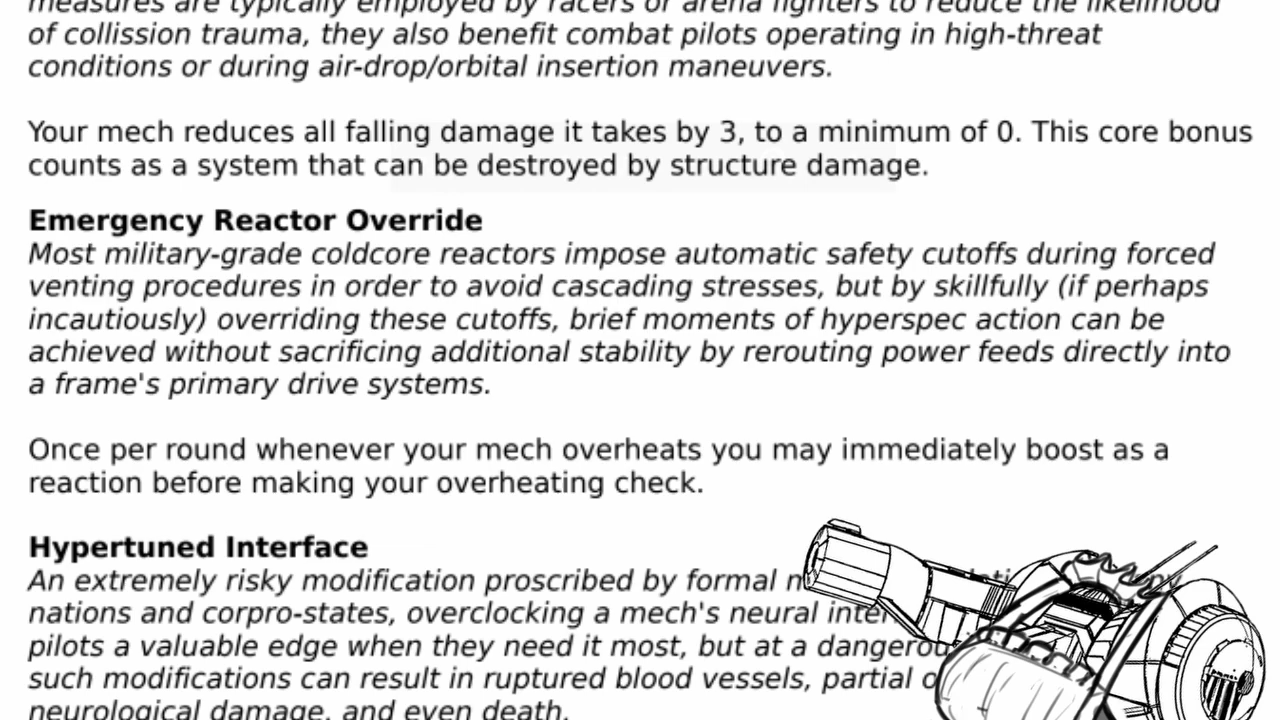 measures are typically employed by racers or arena fighters to reduce the likelihood
of collission trauma, they also benefit combat pilots operating in high-threat
conditions or during air-drop/orbital insertion maneuvers.
Your mech reduces all falling damage it takes by 3, to a minimum of 0. This core bonus
counts as a system that can be destroyed by structure damage.
Emergency Reactor Override
Most military-grade coldcore reactors impose automatic safety cutoffs during forced
venting procedures in order to avoid cascading stresses, but by skillfully (if perhaps
incautiously) overriding these cutoffs, brief moments of hyperspec action can be
achieved without sacrificing additional stability by rerouting power feeds directly into
a frame's primary drive systems.
Once per round whenever your mech overheats you may immediately boost as a
reaction before making your overheating check.
Hypertuned Interface
An extremely risky modification proscribed by formal
nations and corpro-states, overclocking a mech's neural
pilots a valuable edge when they need it most, but at a
such modifications can result in ruptured blood vessels, partial
neurological damage, and even death.